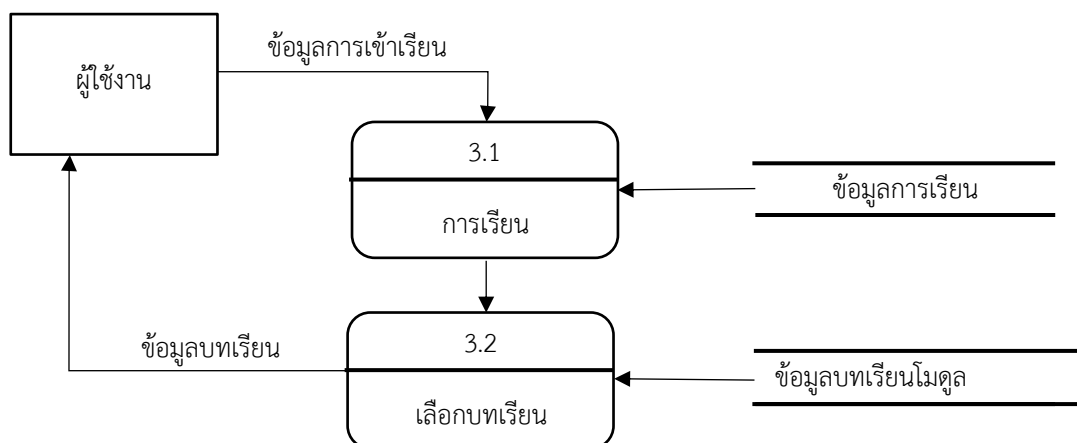 ข้อมูลการเข้าเรียน
ผู้ใช้งาน
3.1
ข้อมูลการเรียน
การเรียน
3.2
ข้อมูลบทเรียน
ข้อมูลบทเรียนโมดูล
เลือกบทเรียน